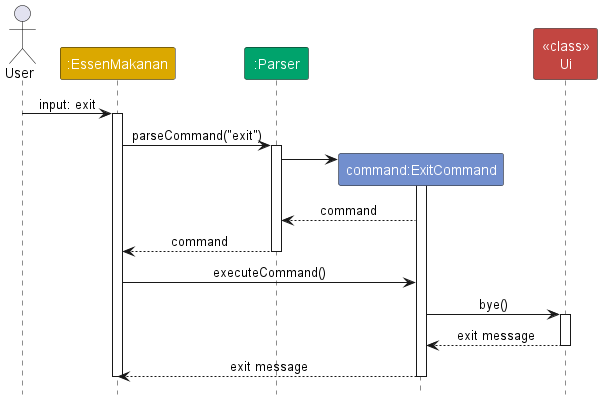 User
:EssenMakanan
:Parser
«class»
Ui
input: exit
parseCommand("exit")
command:ExitCommand
command
command
executeCommand()
bye()
exit message
exit message